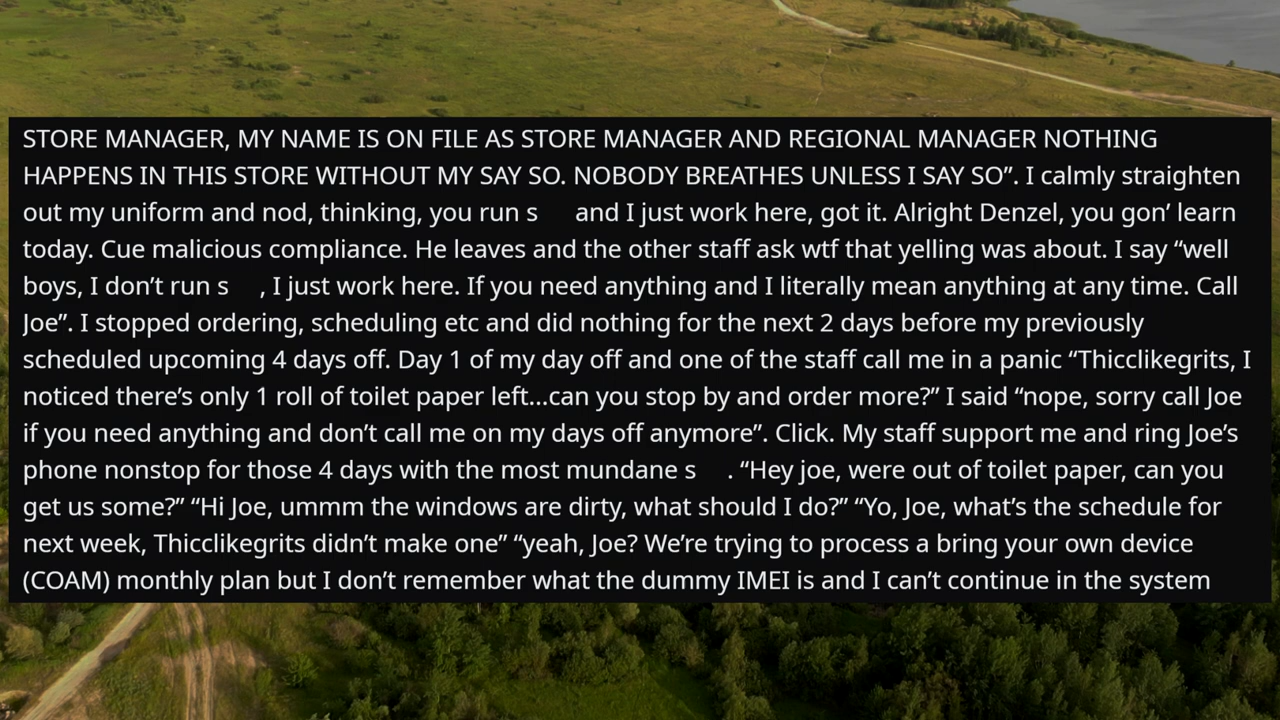 STORE MANAGER, MY NAME IS ON FILE AS STORE MANAGER AND REGIONAL MANAGER NOTHING
HAPPENS IN THIS STORE WITHOUT MY SAY SO. NOBODY BREATHES UNLESS I SAY SO”. I calmly straighten
out my uniform and nod, thinking, you run s and I just work here, got it. Alright Denzel, you gon’ learn
today. Cue malicious compliance. He leaves and the other staff ask wtf that yelling was about. I say “well
boys, I don’t run s , I just work here. If you need anything and I literally mean anything at any time. Call
Joe”. I stopped ordering, scheduling etc and did nothing for the next 2 days before my previously
scheduled upcoming 4 days off. Day 1 of my day off and one of the staff call me in a panic “Thicclikegrits, I
noticed there’s only 1 roll of toilet paper left...can you stop by and order more?” I said “nope, sorry call Joe
if you need anything and don’t call me on my days off anymore”. Click. My staff support me and ring Joe’s
phone nonstop for those 4 days with the most mundane s . “Hey joe, were out of toilet paper, can you
get us some?” “Hi Joe, ummm the windows are dirty, what should I do?” “Yo, Joe, what’s the schedule for
next week, Thicclikegrits didn’t make one” “yeah, Joe? We’re trying to process a bring your own device
(COAM) monthly plan but I don’t remember what the dummy IMEI is and I can’t continue in the system